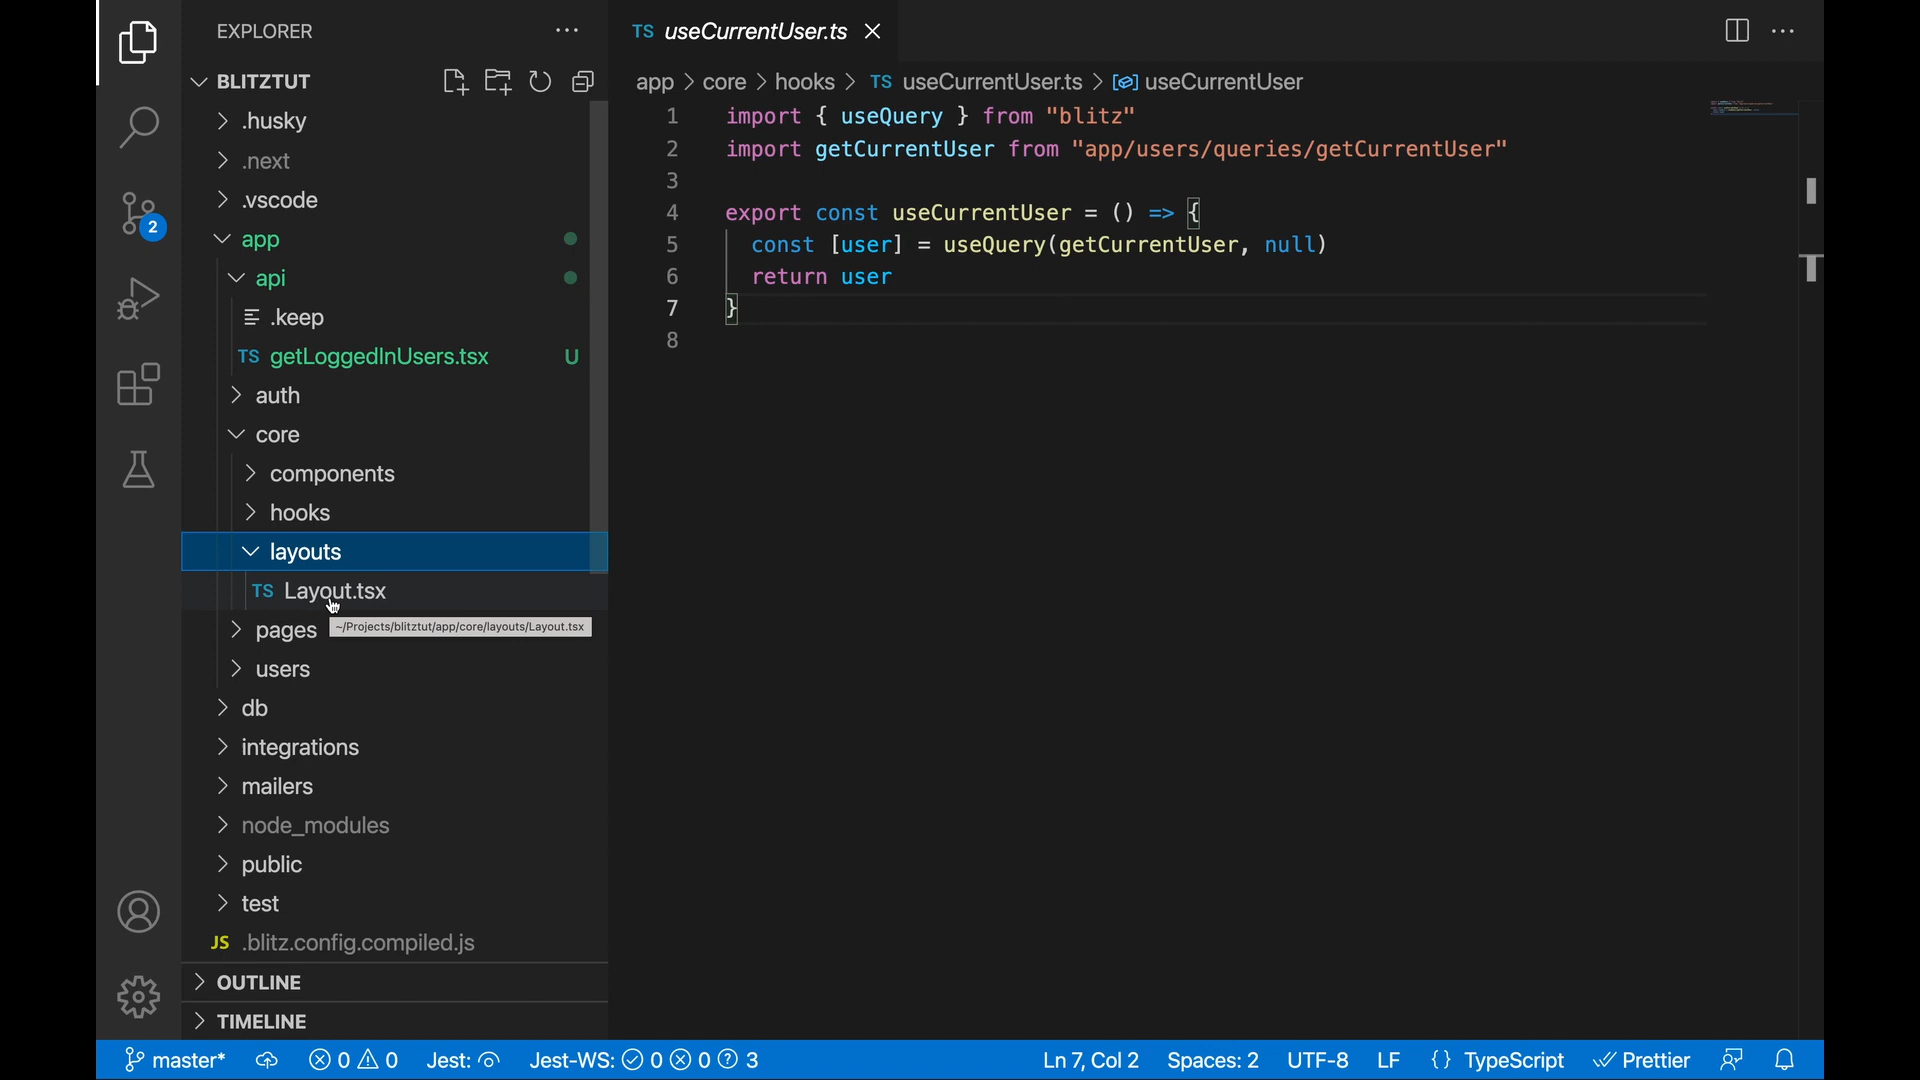 EXPLORER
BLITZTUT
.husky
.next
.vscode
app
api
.keep
TS getLoggedInUsers.tsx U
auth
core
components
hooks
layouts
TS Layout.tsx
~/Projects/blitztut/app/core/layouts/Layout.tsx
pages
users
db
integrations
mailers
node_modules
public
test
JS .blitz.config.compiled.js
OUTLINE
TIMELINE
2
TS useCurrentUser.ts
app > core > hooks > TS useCurrentUser.ts > useCurrentUser
1 import { useQuery } from "blitz"
2 import getCurrentUser from "app/users/queries/getCurrentUser"
3
4 export const useCurrentUser = () => {
5 const [user] = useQuery(getCurrentUser, null)
6 return user
7 }
8
master* 0 0 Jest: Jest-WS: 0 0 3 Ln 7, Col 2 Spaces: 2 UTF-8 LF {} TypeScript Prettier